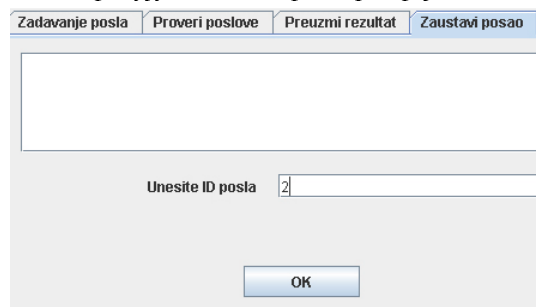 Zadavanje posla Proveri poslove Preuzmi rezultat Zaustavi posao
Unesite ID posla 2
OK